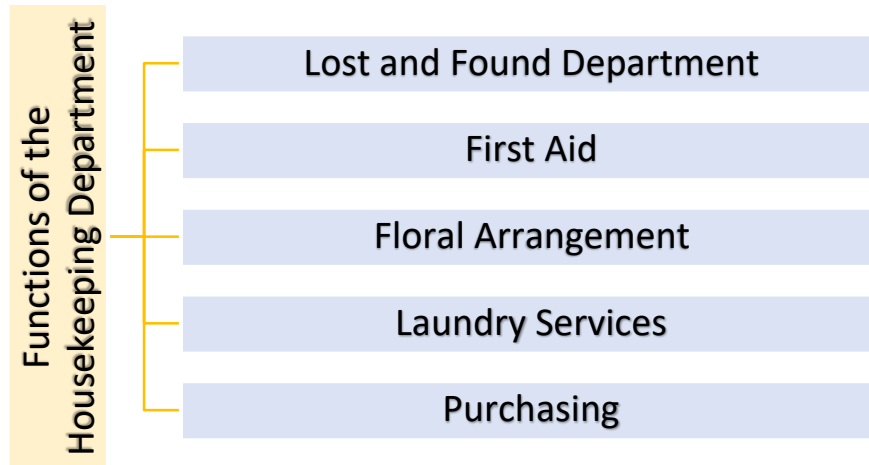 Functions of the
Housekeeping Department
Lost and Found Department
First Aid
Floral Arrangement
Laundry Services
Purchasing